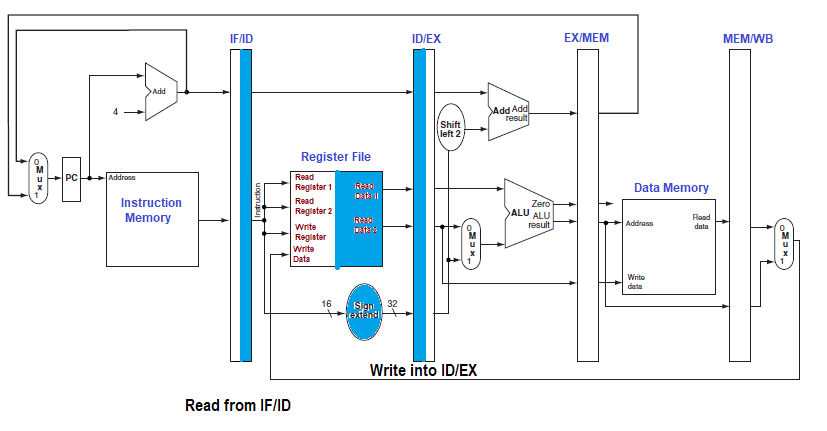 IF/ID
ID/EX
EX/MEM
MEM/WB
Add
4
Add Add
result
Shift
left 2
Register File
0
M
u
x
1
PC
Address
Instruction
Memory
Instruction
Read
Register 1
Read
Register 2
Write
Register
Write
Data
Read
Data 1
Read
Data 2
0
M
u
x
1
Zero
ALU ALU
result
Data Memory
Address
Read
data
Write
data
0
M
u
x
1
16
Sign
extend
32
Write into ID/EX
Read from IF/ID